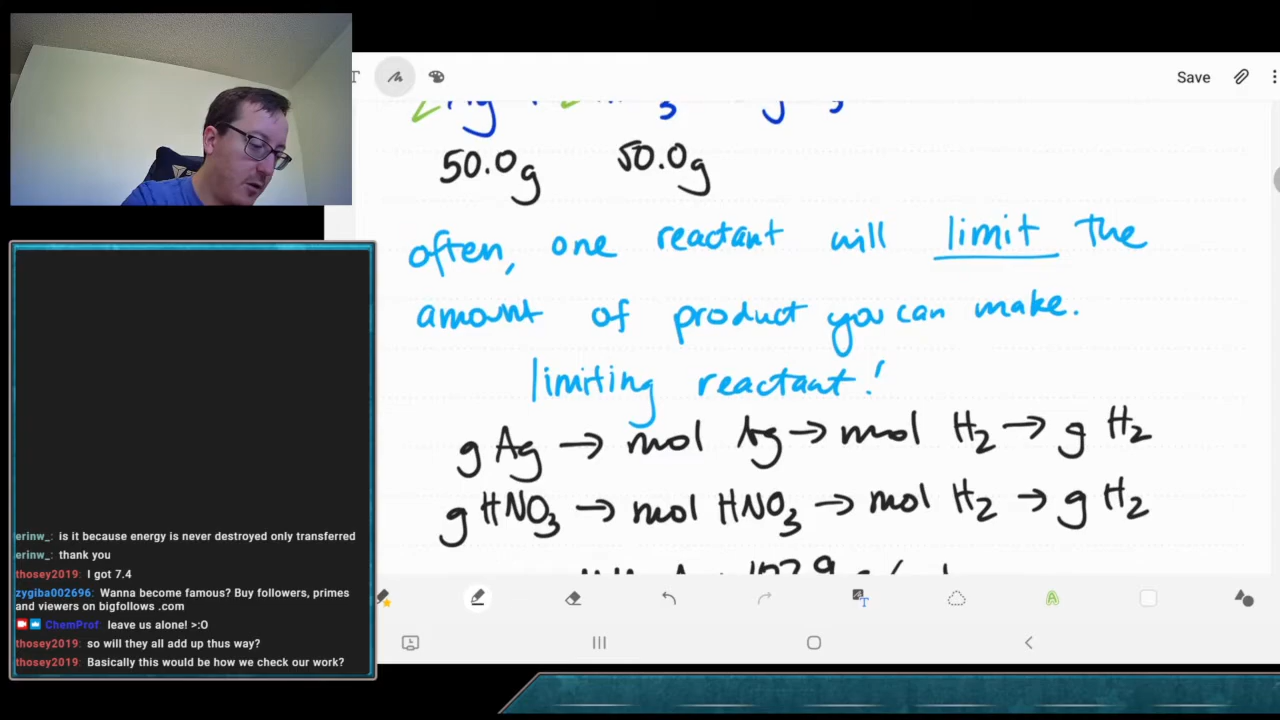 T
Save
50.0g 50.0g
often, one reactant will limit the
amount of product you can make.
limiting reactant!
g Ag → mol Ag → mol H2 → g H2
g HNO3 → mol HNO3 → mol H2 → g H2
erinw_: is it because energy is never destroyed only transferred
erinw_: thank you
thosey2019: I got 7.4
zygiba002696: Wanna become famous? Buy followers, primes
and viewers on bigfollows .com
ChemProf: leave us alone! >:O
thosey2019: so will they all add up thus way?
thosey2019: Basically this would be how we check our work?